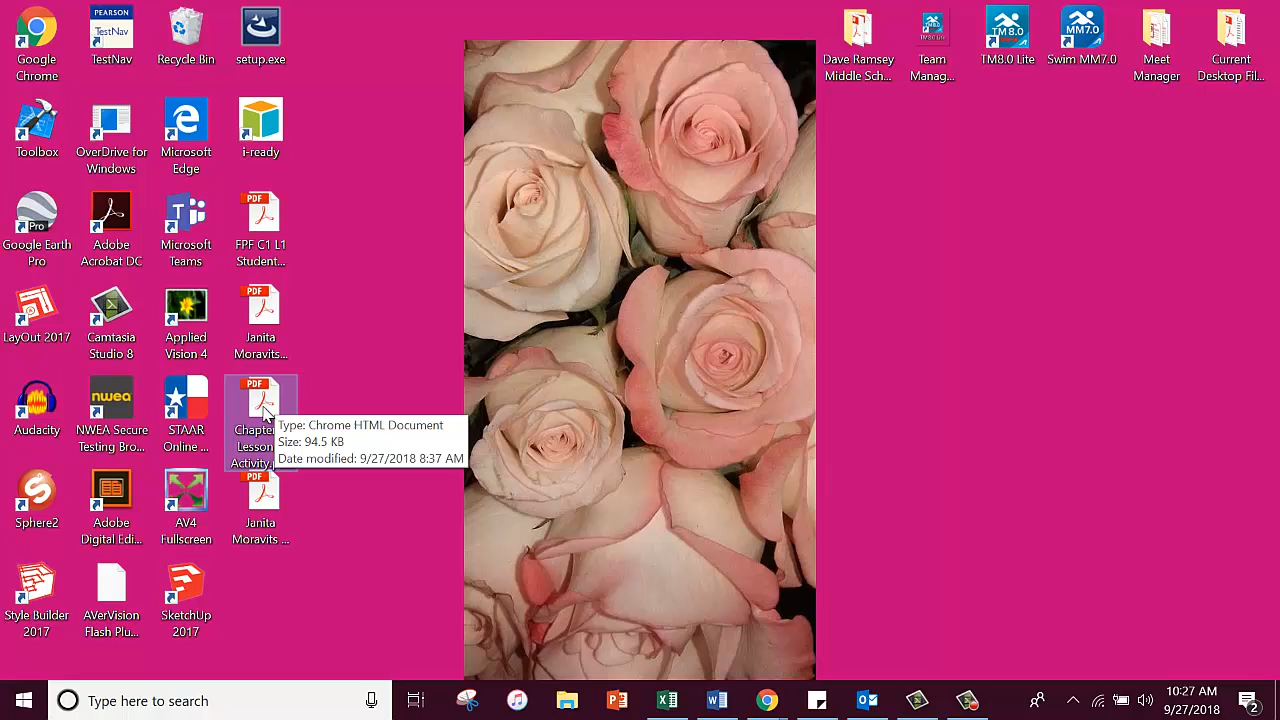 Google
Chrome
PEARSON
TestNav
TestNav
Recycle Bin
setup.exe
Toolbox
OverDrive for
Windows
Microsoft
Edge
i-ready
Pro
Google Earth
Pro
Adobe
Acrobat DC
Microsoft
Teams
PDF
FPF C1 L1
Student...
LayOut 2017
Camtasia
Studio 8
Applied
Vision 4
PDF
Janita
Moravits...
Audacity
nwea
NWEA Secure
Testing Bro...
STAAR
Online ...
PDF
Chapter
Lesson
Activity.
Type: Chrome HTML Document
Size: 94.5 KB
Date modified: 9/27/2018 8:37 AM
Sphere2
Adobe
Digital Edi...
AV4
Fullscreen
PDF
Janita
Moravits ...
Style Builder
2017
AVerVision
Flash Plu...
SketchUp
2017
Dave Ramsey
Middle Sch...
Team
Manag...
TM 8.0
TM8.0 Lite
MM7.0
Swim MM7.0
Meet
Manager
Current
Desktop Fil...
Type here to search
10:27 AM
9/27/2018
2